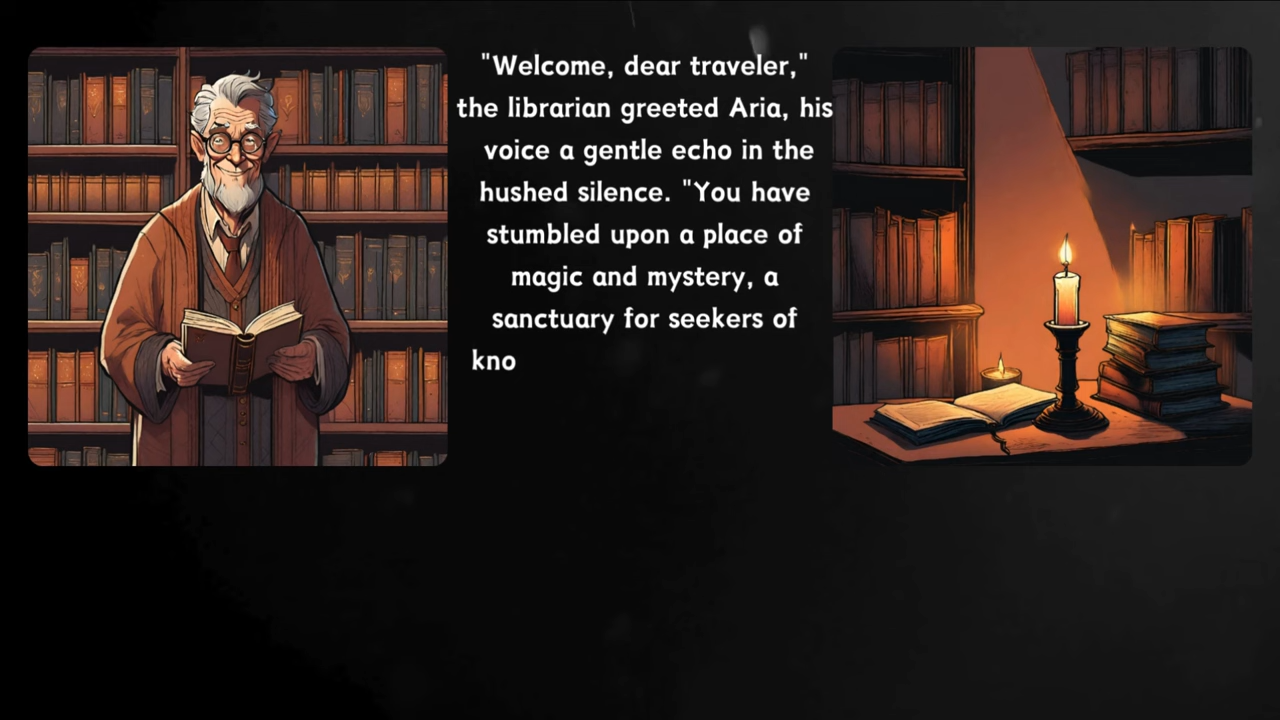 "Welcome, dear traveler,"
the librarian greeted Aria, his
voice a gentle echo in the
hushed silence. "You have
stumbled upon a place of
magic and mystery, a
sanctuary for seekers of
kno